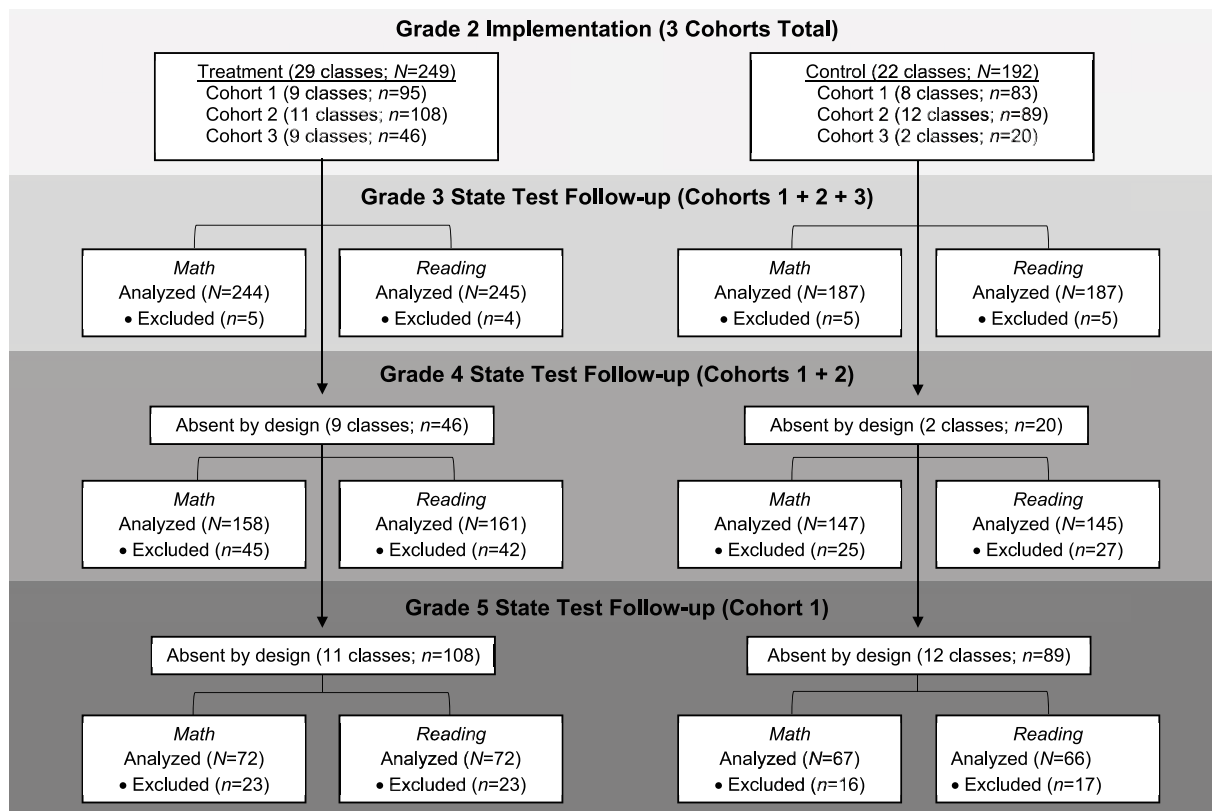 Grade 2 Implementation (3 Cohorts Total)
Treatment (29 classes; N=249)
Cohort 1 (9 classes; n=95)
Cohort 2 (11 classes; n=108)
Cohort 3 (9 classes; n=46)
Control (22 classes; N=192)
Cohort 1 (8 classes; n=83)
Cohort 2 (12 classes; n=89)
Cohort 3 (2 classes; n=20)
Grade 3 State Test Follow-up (Cohorts 1 + 2 + 3)
Math
Analyzed (N=244)
• Excluded (n=5)
Reading
Analyzed (N=245)
• Excluded (n=4)
Math
Analyzed (N=187)
• Excluded (n=5)
Reading
Analyzed (N=187)
• Excluded (n=5)
Grade 4 State Test Follow-up (Cohorts 1 + 2)
Absent by design (9 classes; n=46)
Absent by design (2 classes; n=20)
Math
Analyzed (N=158)
• Excluded (n=45)
Reading
Analyzed (N=161)
• Excluded (n=42)
Math
Analyzed (N=147)
• Excluded (n=25)
Reading
Analyzed (N=145)
• Excluded (n=27)
Grade 5 State Test Follow-up (Cohort 1)
Absent by design (11 classes; n=108)
Absent by design (12 classes; n=89)
Math
Analyzed (N=72)
• Excluded (n=23)
Reading
Analyzed (N=72)
• Excluded (n=23)
Math
Analyzed (N=67)
• Excluded (n=16)
Reading
Analyzed (N=66)
• Excluded (n=17)